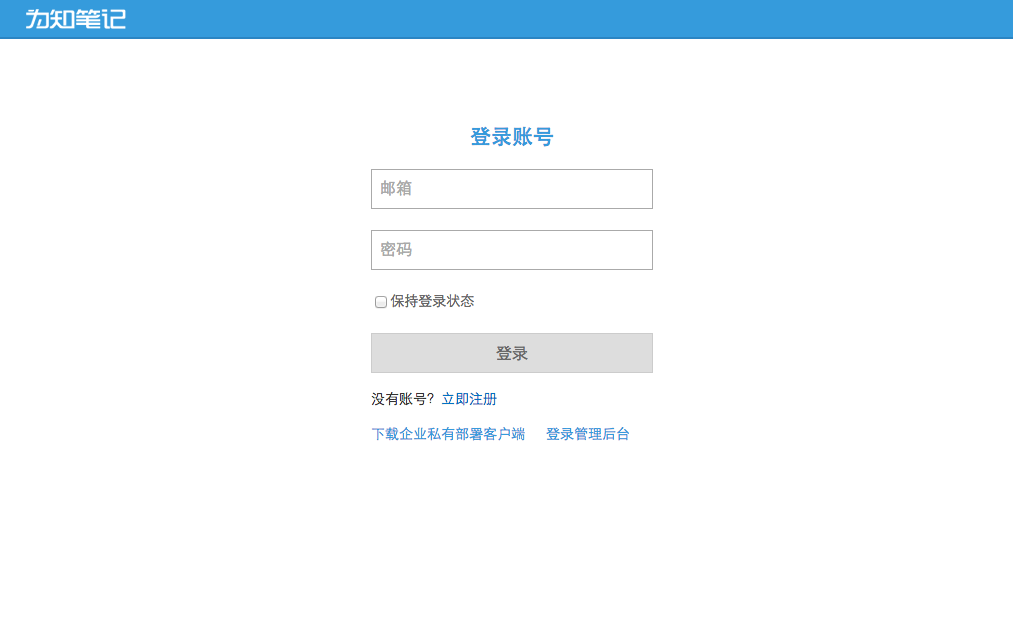 为知笔记
登录账号
邮箱
密码
保持登录状态
登录
没有账号? 立即注册
下载企业私有部署客户端 登录管理后台